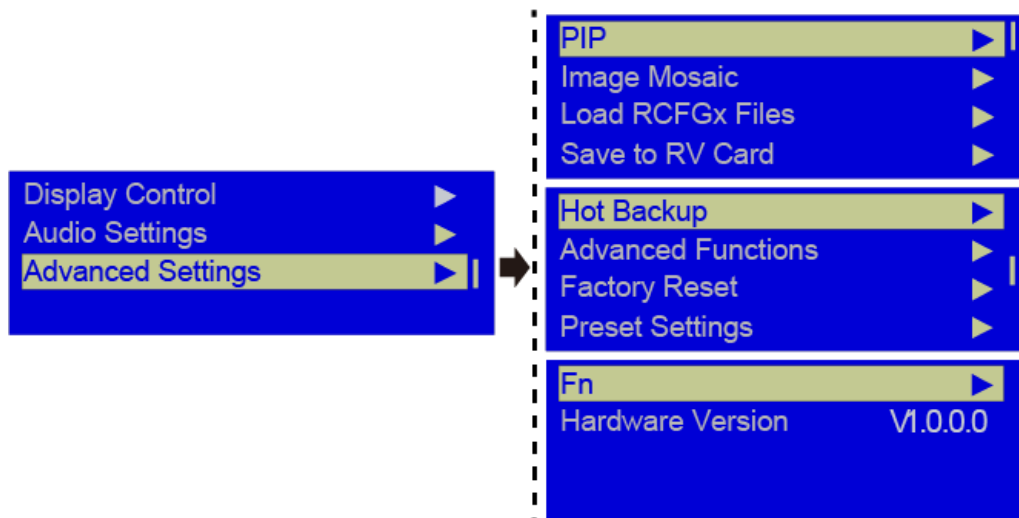 Display Control
Audio Settings
Advanced Settings
PIP
Image Mosaic
Load RCFGx Files
Save to RV Card
Hot Backup
Advanced Functions
Factory Reset
Preset Settings
Fn
Hardware Version V1.0.0.0